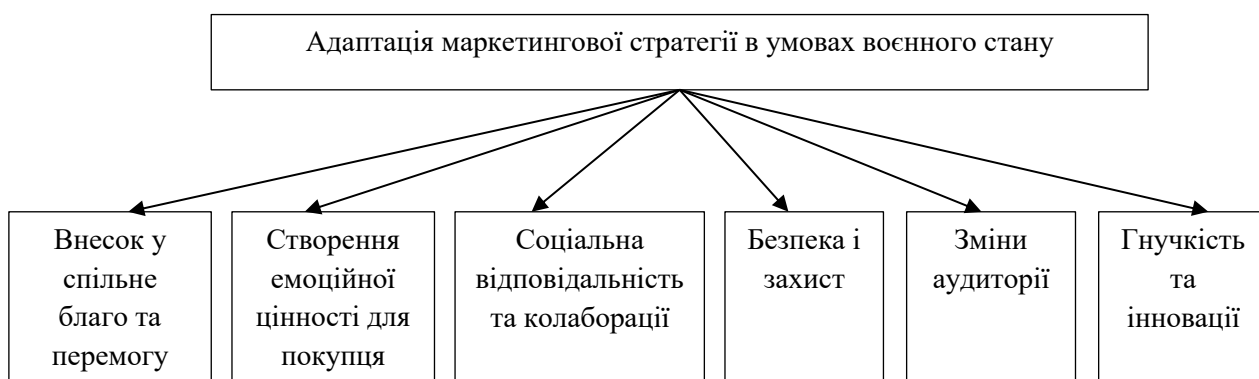 Адаптація маркетингової стратегії в умовах воєнного стану
Внесок у
спільне
благо та
перемогу
Створення
емоційної
цінності для
покупця
Соціальна
відповідальність
та колаборації
Безпека і
захист
Зміни
аудиторії
Гнучкість
та
інновації